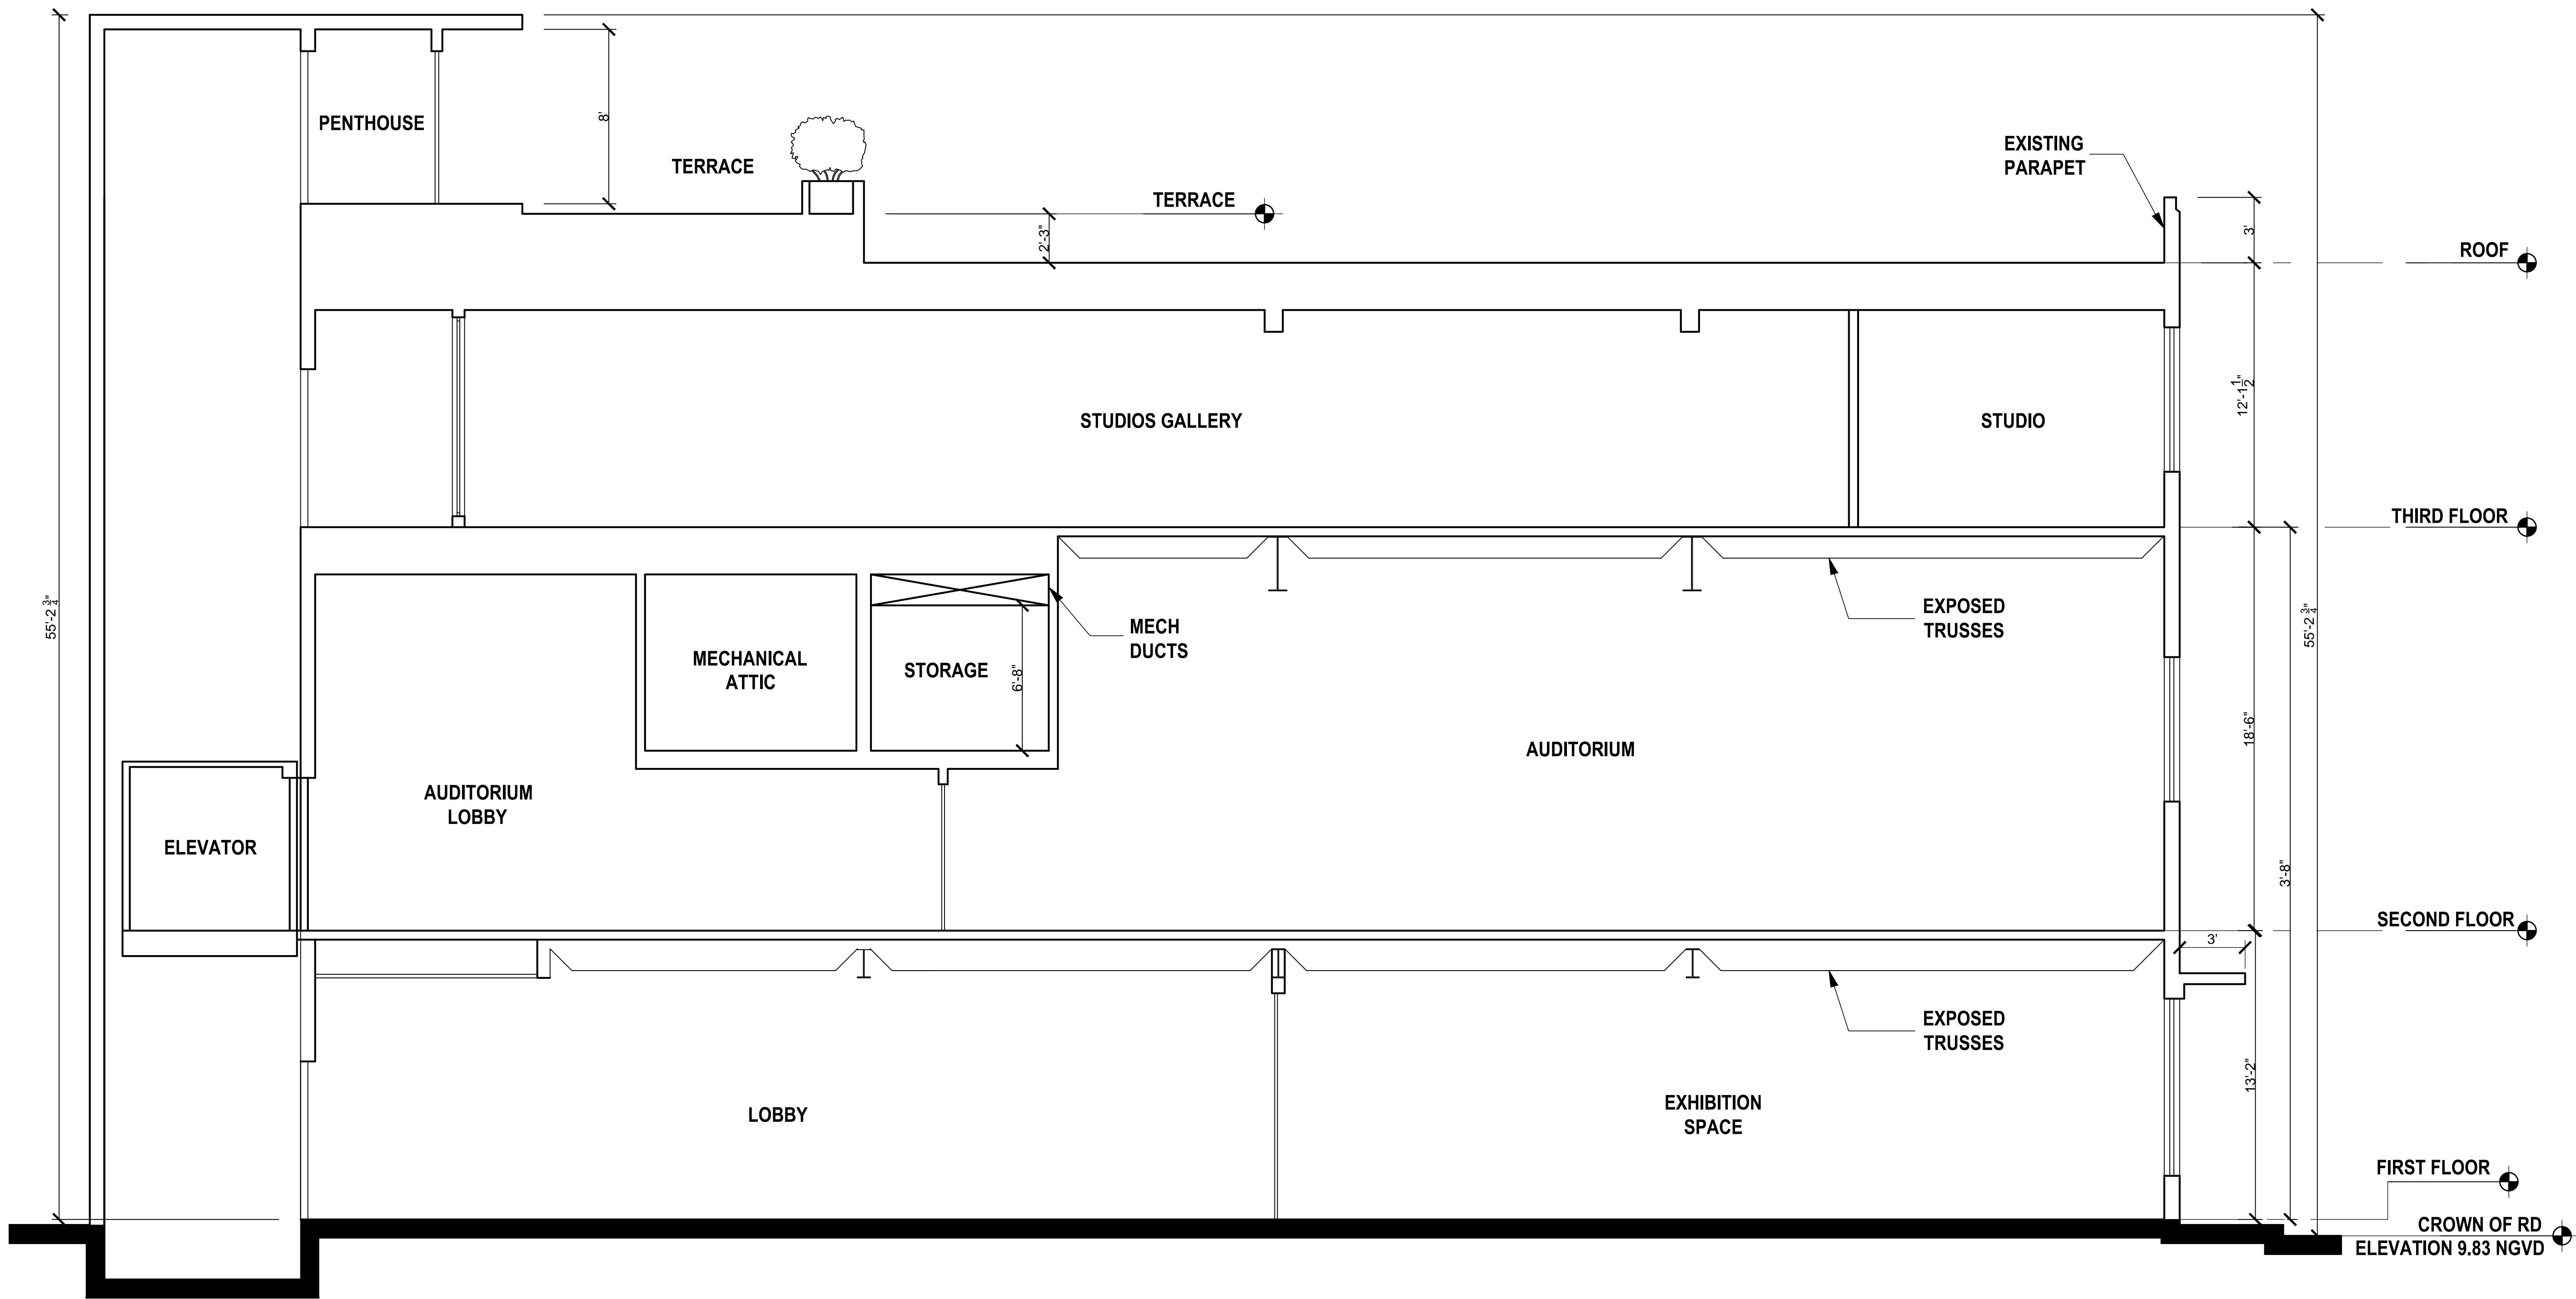 PENTHOUSE
8'
TERRACE
TERRACE
2'-3"
EXISTING
PARAPET
3'
ROOF
STUDIOS GALLERY
STUDIO
12'-1 1/2"
THIRD FLOOR
55'-2 3/4"
MECHANICAL
ATTIC
STORAGE
6'-8"
MECH
DUCTS
EXPOSED
TRUSSES
55'-2 3/4"
AUDITORIUM
LOBBY
AUDITORIUM
18'-6"
ELEVATOR
3'-8"
SECOND FLOOR
3'
EXPOSED
TRUSSES
LOBBY
EXHIBITION
SPACE
13'-2"
FIRST FLOOR
CROWN OF RD
ELEVATION 9.83 NGVD